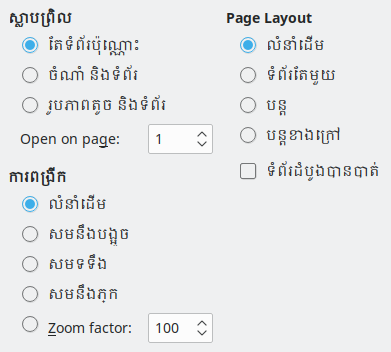 ស្លាបព្រិល
តែទំព័រប៉ុណ្ណោះ
ចំណាំ និងទំព័រ
រូបភាពតូច និងទំព័រ
Open on page: 1
ការពង្រីក
លំនាំដើម
សមនឹងបង្អួច
សមទទឹង
សមនឹងភ្ក
Zoom factor: 100
Page Layout
លំនាំដើម
ទំព័រតែមួយ
បន្ត
បន្តខាងក្រៅ
ទំព័រដំបូងបានបាត់